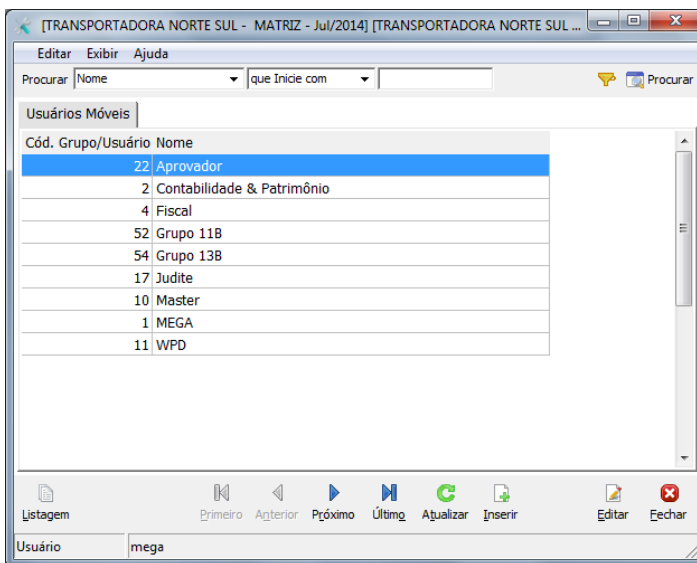 [TRANSPORTADORA NORTE SUL - MATRIZ - Jul/2014] [TRANSPORTADORA NORTE SUL ...
Editar Exibir Ajuda
Procurar Nome que Inicie com Procurar
Usuários Móveis
Cód. Grupo/Usuário Nome
22 Aprovador
2 Contabilidade & Patrimônio
4 Fiscal
52 Grupo 11B
54 Grupo 13B
17 Judite
10 Master
1 MEGA
11 WPD
Listagem Primeiro Anterior Próximo Último Atualizar Inserir Editar Fechar
Usuário mega